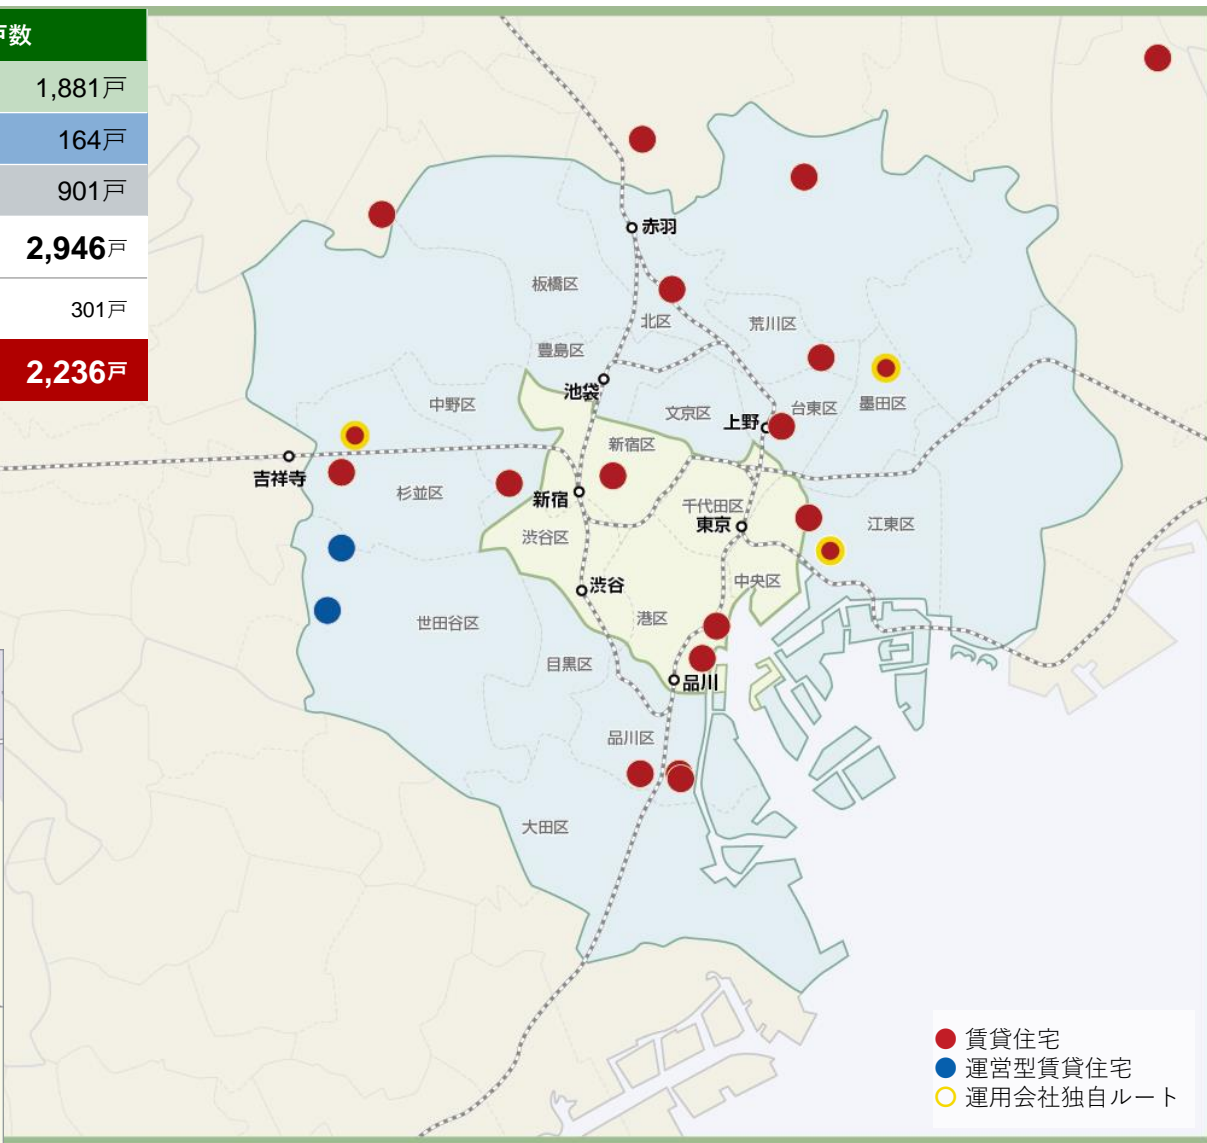 戸数
1,881戸
164戸
901戸
2,946戸
301戸
2,236戸
赤羽
板橋区
北区
荒川区
豊島区
池袋
中野区
文京区
上野
台東区
墨田区
新宿区
吉祥寺
杉並区
新宿
千代田区
東京
江東区
渋谷区
渋谷
中央区
港区
世田谷区
目黒区
品川
品川区
大田区
賃貸住宅
運営型賃貸住宅
運用会社独自ルート